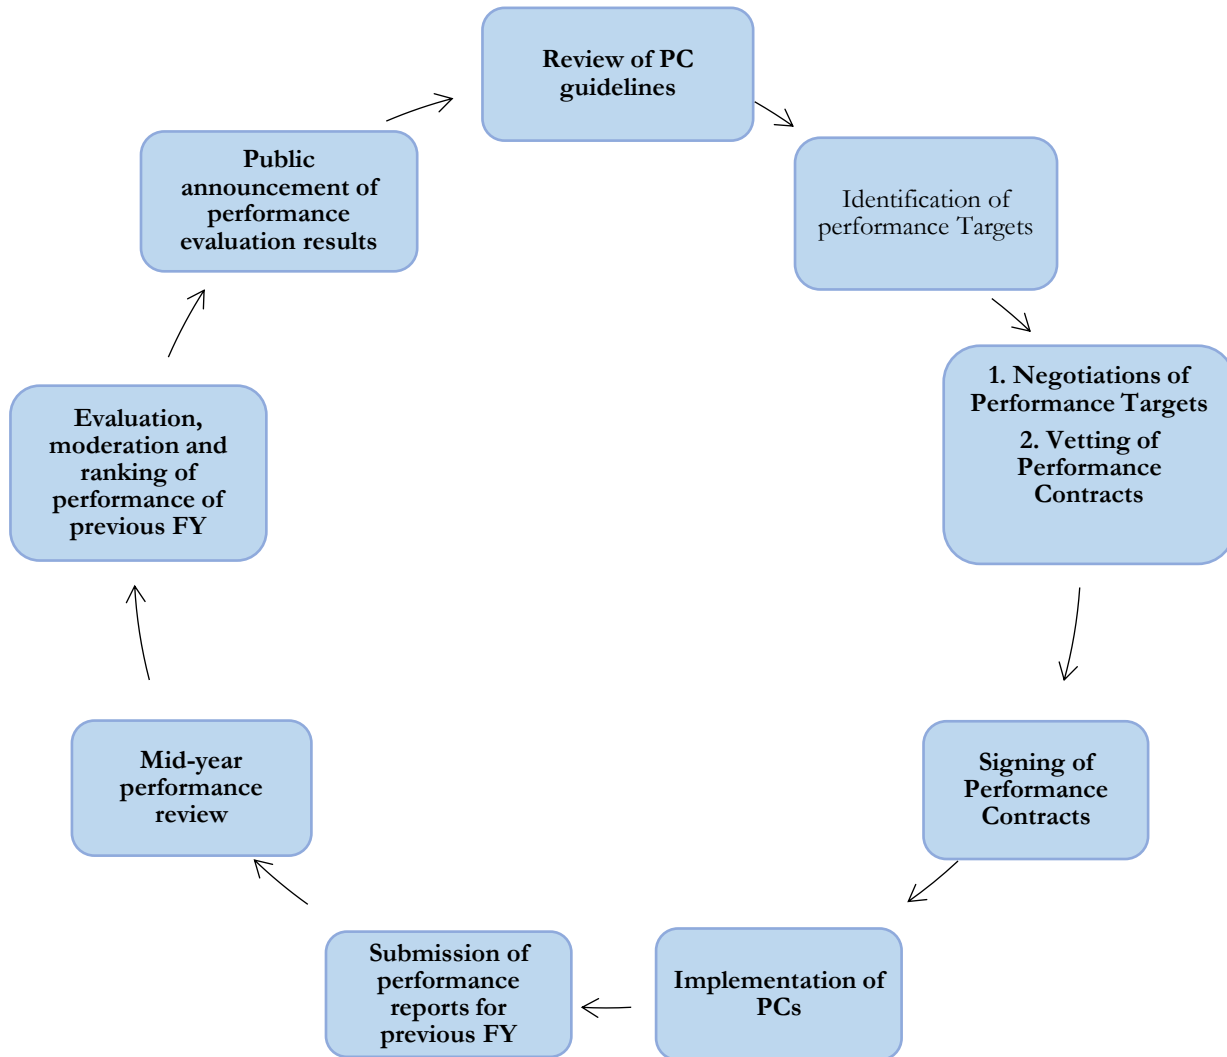 Review of PC
guidelines
Identification of
performance Targets
1. Negotiations of
Performance Targets
2. Vetting of
Performance
Contracts
Signing of
Performance
Contracts
Implementation of
PCs
Submission of
performance
reports for
previous FY
Mid-year
performance
review
Evaluation,
moderation and
ranking of
performance of
previous FY
Public
announcement of
performance
evaluation results